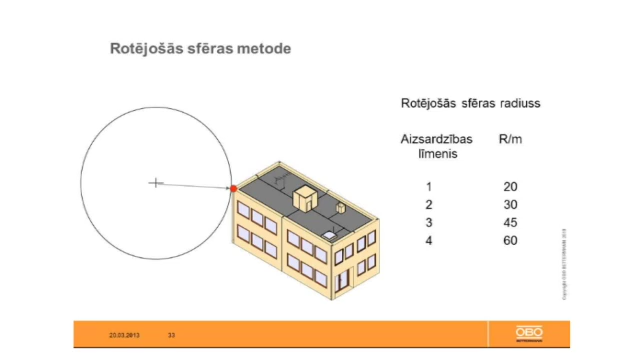 Rotējošās sfēras metode
Rotējošās sfēras radiuss
Aizsardzības R/m
līmenis
1 20
2 30
3 45
4 60
20.03.2013 33
OBO
BETTERMANN